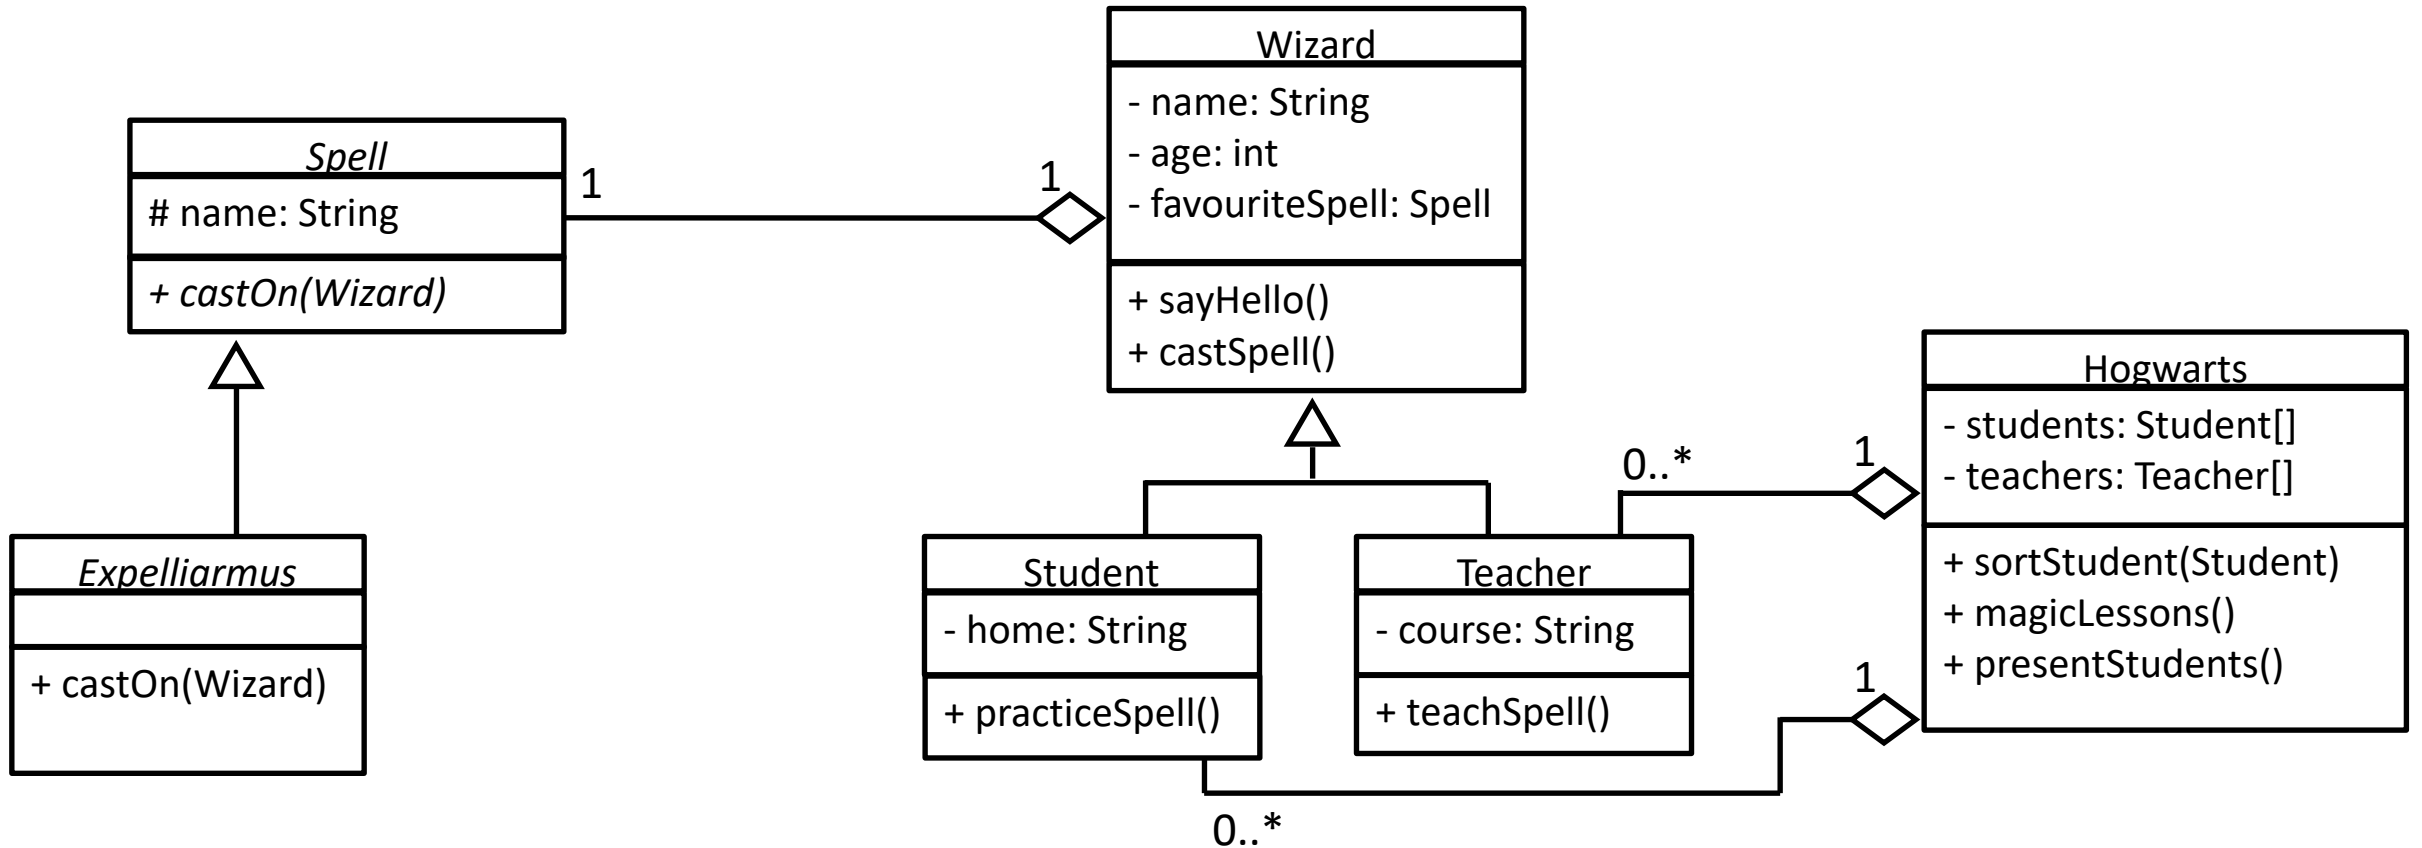 Spell
# name: String
+ castOn(Wizard)
1
1
Wizard
- name: String
- age: int
- favouriteSpell: Spell
+ sayHello()
+ castSpell()
Expelliarmus
+ castOn(Wizard)
Student
- home: String
+ practiceSpell()
0..*
Teacher
- course: String
+ teachSpell()
0..*
1
1
Hogwarts
- students: Student[]
- teachers: Teacher[]
+ sortStudent(Student)
+ magicLessons()
+ presentStudents()